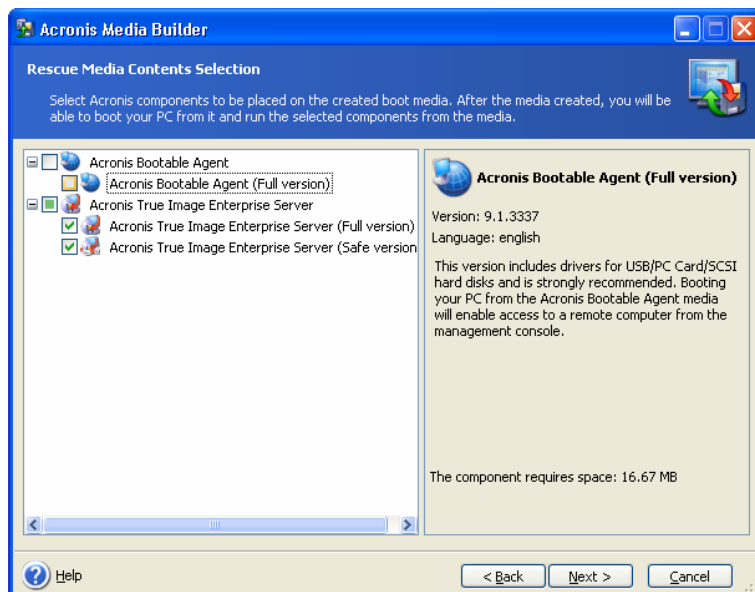 Acronis Media Builder
Rescue Media Contents Selection
Select Acronis components to be placed on the created boot media. After the media created, you will be
able to boot your PC from it and run the selected components from the media.
Acronis Bootable Agent
Acronis Bootable Agent (Full version)
Acronis True Image Enterprise Server
Acronis True Image Enterprise Server (Full version)
Acronis True Image Enterprise Server (Safe version
Acronis Bootable Agent (Full version)
Version: 9.1.3337
Language: english
This version includes drivers for USB/PC Card/SCSI
hard disks and is strongly recommended. Booting
your PC from the Acronis Bootable Agent media
will enable access to a remote computer from the
management console.
The component requires space: 16.67 MB
Help
< Back
Next >
Cancel